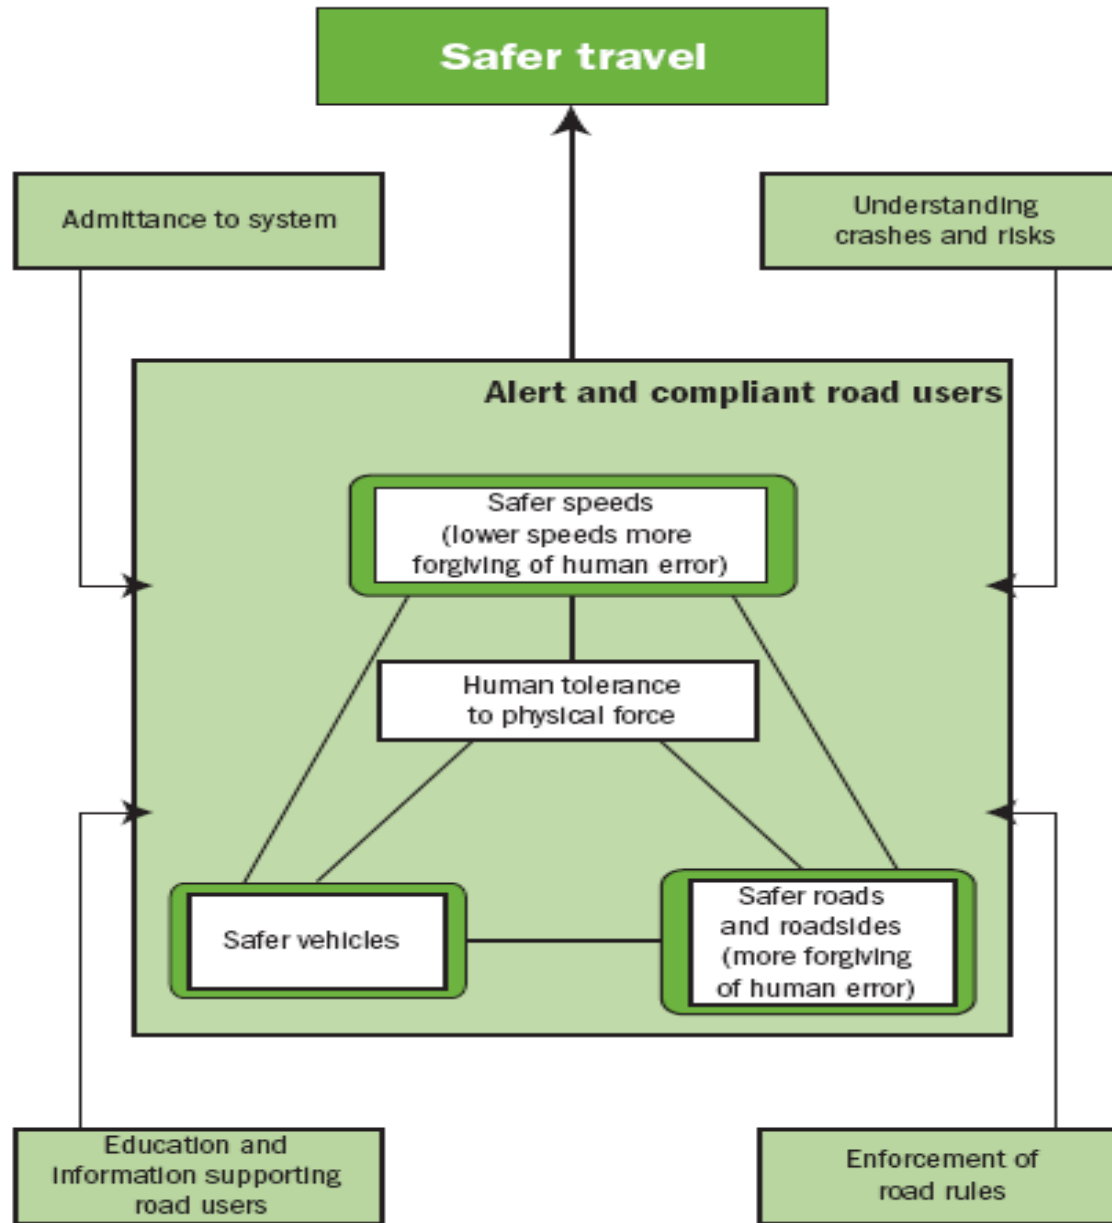 Safer travel
Admittance to system
Understanding
crashes and risks
Alert and compliant road users
Safer speeds
(lower speeds more
forgiving of human error)
Human tolerance
to physical force
Safer vehicles
Safer roads
and roadsides
(more forgiving
of human error)
Education and
information supporting
road users
Enforcement of
road rules